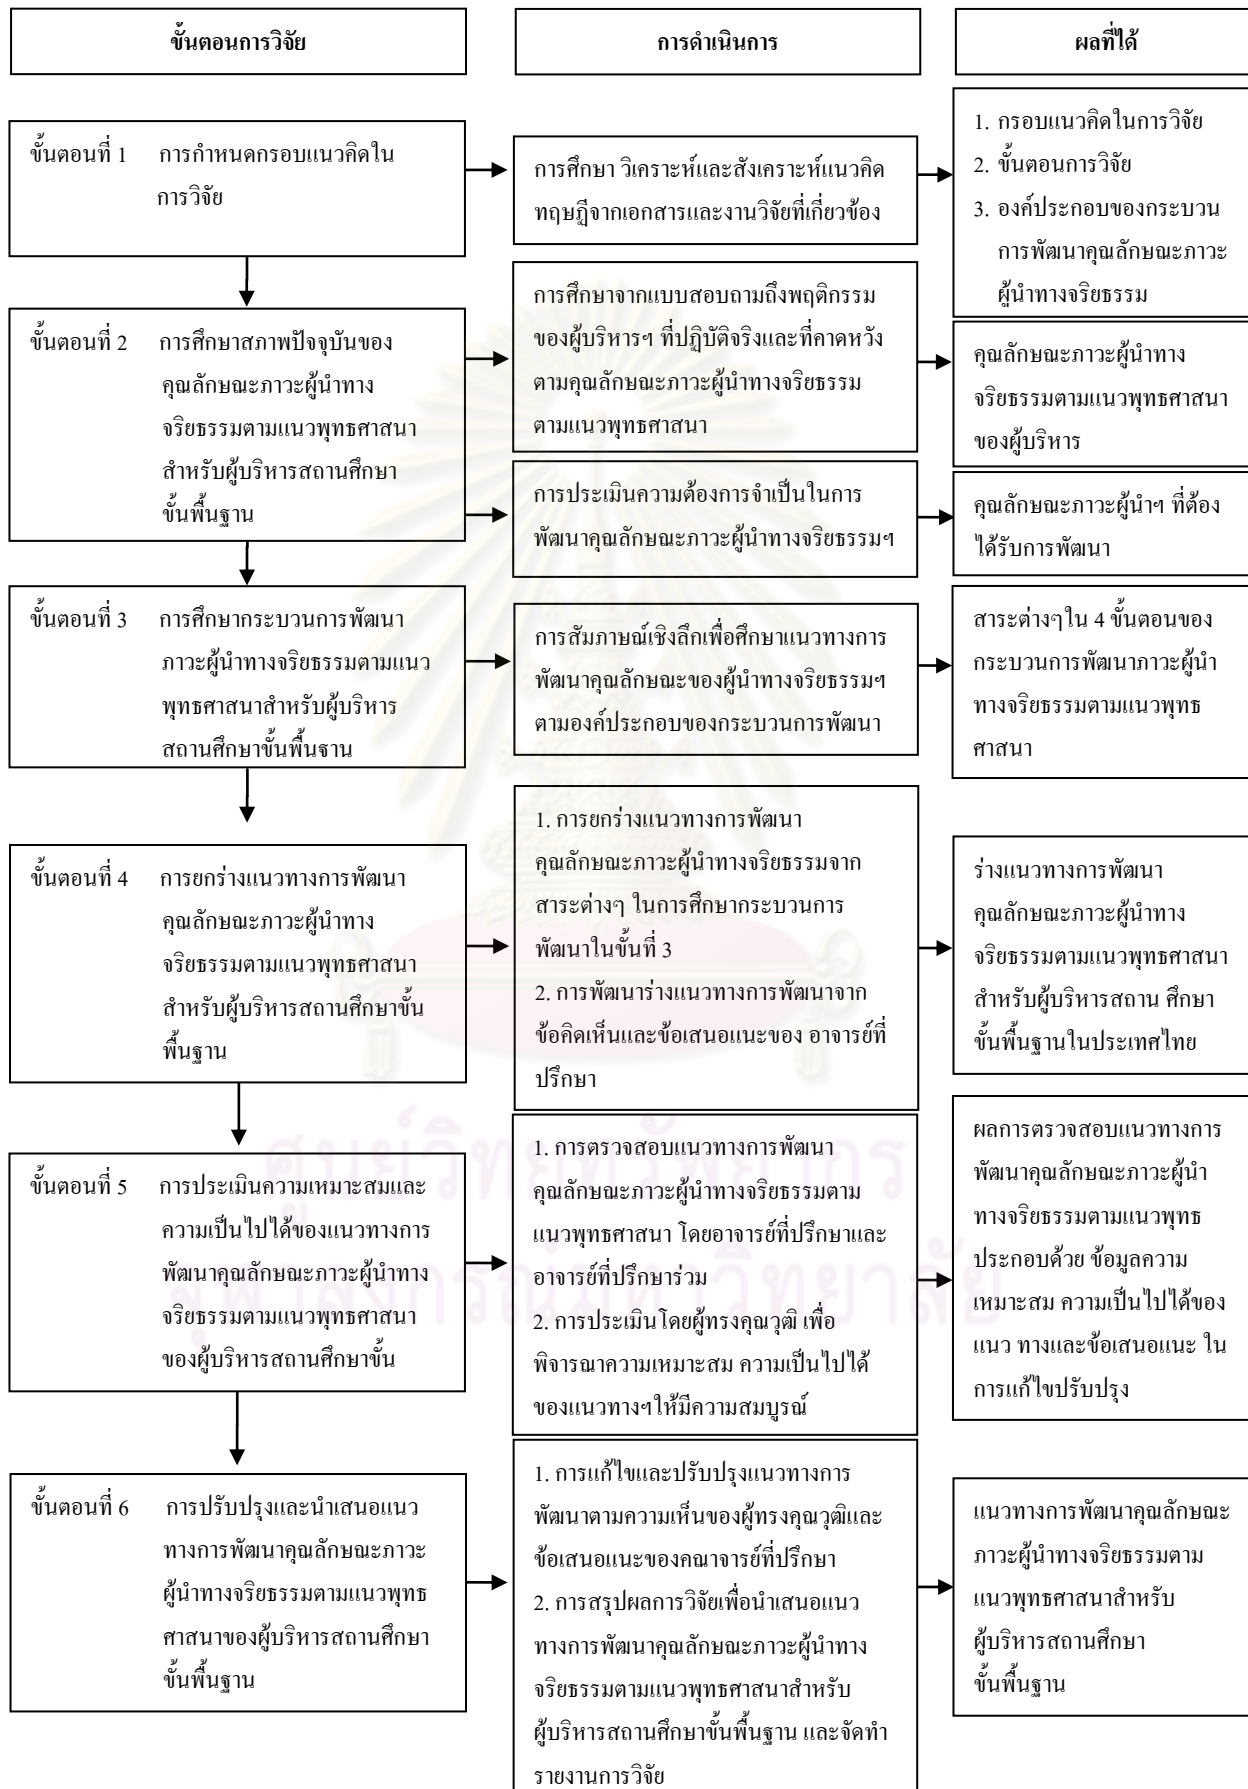 ขั้นตอนการวิจัย
การดำเนินการ
ผลที่ได้
ขั้นตอนที่ 1 การกำหนดกรอบแนวคิดใน
การวิจัย
การศึกษา วิเคราะห์และสังเคราะห์แนวคิด
ทฤษฎีจากเอกสารและงานวิจัยที่เกี่ยวข้อง
1. กรอบแนวคิดในการวิจัย
2. ขั้นตอนการวิจัย
3. องค์ประกอบของกระบวน
การพัฒนาคุณลักษณะภาวะ
ผู้นำทางจริยธรรม
ขั้นตอนที่ 2 การศึกษาสภาพปัจจุบันของ
คุณลักษณะภาวะผู้นำทาง
จริยธรรมตามแนวพุทธศาสนา
สำหรับผู้บริหารสถานศึกษา
ขั้นพื้นฐาน
การศึกษาจากแบบสอบถามถึงพฤติกรรม
ของผู้บริหารฯ ที่ปฏิบัติจริงและที่คาดหวัง
ตามคุณลักษณะภาวะผู้นำทางจริยธรรม
ตามแนวพุทธศาสนา
คุณลักษณะภาวะผู้นำทาง
จริยธรรมตามแนวพุทธศาสนา
ของผู้บริหาร
การประเมินความต้องการจำเป็นในการ
พัฒนาคุณลักษณะภาวะผู้นำทางจริยธรรมฯ
คุณลักษณะภาวะผู้นำฯ ที่ต้อง
ได้รับการพัฒนา
ขั้นตอนที่ 3 การศึกษากระบวนการพัฒนา
ภาวะผู้นำทางจริยธรรมตามแนว
พุทธศาสนาสำหรับผู้บริหาร
สถานศึกษาขั้นพื้นฐาน
การสัมภาษณ์เชิงลึกเพื่อศึกษาแนวทางการ
พัฒนาคุณลักษณะของผู้นำทางจริยธรรมฯ
ตามองค์ประกอบของกระบวนการพัฒนา
สาระต่างๆใน 4 ขั้นตอนของ
กระบวนการพัฒนาภาวะผู้นำ
ทางจริยธรรมตามแนวพุทธ
ศาสนา
ขั้นตอนที่ 4 การยกร่างแนวทางการพัฒนา
คุณลักษณะภาวะผู้นำทาง
จริยธรรมตามแนวพุทธศาสนา
สำหรับผู้บริหารสถานศึกษาขั้น
พื้นฐาน
1. การยกร่างแนวทางการพัฒนา
คุณลักษณะภาวะผู้นำทางจริยธรรมจาก
สาระต่างๆ ในการศึกษากระบวนการ
พัฒนาในขั้นที่ 3
2. การพัฒนาร่างแนวทางการพัฒนาจาก
ข้อคิดเห็นและข้อเสนอแนะของ อาจารย์ที่
ปรึกษา
ร่างแนวทางการพัฒนา
คุณลักษณะภาวะผู้นำทาง
จริยธรรมตามแนวพุทธศาสนา
สำหรับผู้บริหารสถาน ศึกษา
ขั้นพื้นฐานในประเทศไทย
ขั้นตอนที่ 5 การประเมินความเหมาะสมและ
ความเป็นไปได้ของแนวทางการ
พัฒนาคุณลักษณะภาวะผู้นำทาง
จริยธรรมตามแนวพุทธศาสนา
ของผู้บริหารสถานศึกษาขั้น
1. การตรวจสอบแนวทางการพัฒนา
คุณลักษณะภาวะผู้นำทางจริยธรรมตาม
แนวพุทธศาสนา โดยอาจารย์ที่ปรึกษาและ
อาจารย์ที่ปรึกษาร่วม
2. การประเมินโดยผู้ทรงคุณวุฒิ เพื่อ
พิจารณาความเหมาะสม ความเป็นไปได้
ของแนวทางฯให้มีความสมบูรณ์
ผลการตรวจสอบแนวทางการ
พัฒนาคุณลักษณะภาวะผู้นำ
ทางจริยธรรมตามแนวพุทธ
ประกอบด้วย ข้อมูลความ
เหมาะสม ความเป็นไปได้ของ
แนว ทางและข้อเสนอแนะ ใน
การแก้ไขปรับปรุง
ขั้นตอนที่ 6 การปรับปรุงและนำเสนอแนว
ทางการพัฒนาคุณลักษณะภาวะ
ผู้นำทางจริยธรรมตามแนวพุทธ
ศาสนาของผู้บริหารสถานศึกษา
ขั้นพื้นฐาน
1. การแก้ไขและปรับปรุงแนวทางการ
พัฒนาตามความเห็นของผู้ทรงคุณวุฒิและ
ข้อเสนอแนะของคณาจารย์ที่ปรึกษา
2. การสรุปผลการวิจัยเพื่อนำเสนอแนว
ทางการพัฒนาคุณลักษณะภาวะผู้นำทาง
จริยธรรมตามแนวพุทธศาสนาสำหรับ
ผู้บริหารสถานศึกษาขั้นพื้นฐาน และจัดทำ
รายงานการวิจัย
แนวทางการพัฒนาคุณลักษณะ
ภาวะผู้นำทางจริยธรรมตาม
แนวพุทธศาสนาสำหรับ
ผู้บริหารสถานศึกษา
ขั้นพื้นฐาน
ศูนย์วิทยทรัพยากร
จุฬาลงกรณ์มหาวิทยาลัย